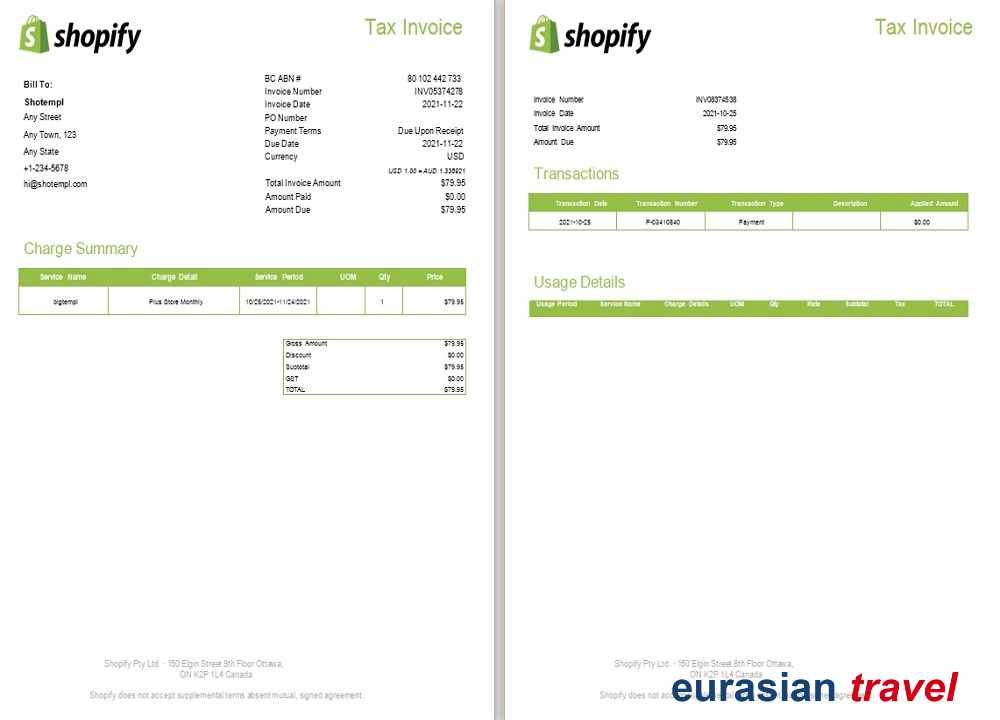 shopify
Tax Invoice
Bill To:
Shotempl
Any Street
Any Town, 123
Any State
+1-234-5678
hi@shotempl.com
BC ABN # 80 102 442 733
Invoice Number INV05374278
Invoice Date 2021-11-22
PO Number
Payment Terms Due Upon Receipt
Due Date 2021-11-22
Currency USD
USD 1.00 = AUD 1.336921
Total Invoice Amount $79.95
Amount Paid $0.00
Amount Due $79.95
Charge Summary
Service Name Charge Detail Service Period UOM Qty Price
bigtempl Plus Store Monthly 10/25/2021-11/24/2021 1 $79.95
Gross Amount $79.95
Discount $0.00
Subtotal $79.95
GST $0.00
TOTAL $79.95
Shopify Pty Ltd. · 150 Elgin Street 8th Floor Ottawa,
ON K2P 1L4 Canada
Shopify does not accept supplemental terms absent mutual, signed agreement.
shopify
Tax Invoice
Invoice Number INV08374538
Invoice Date 2021-10-25
Total Invoice Amount $79.95
Amount Due $79.95
Transactions
Transaction Date Transaction Number Transaction Type Description Applied Amount
2021-10-25 P-03410840 Payment $0.00
Usage Details
Usage Period Service Name Charge Details UOM Qty Rate Subtotal Tax TOTAL
Shopify Pty Ltd. · 150 Elgin Street 8th Floor Ottawa,
ON K2P 1L4 Canada
Shopify does not
eurasian travel